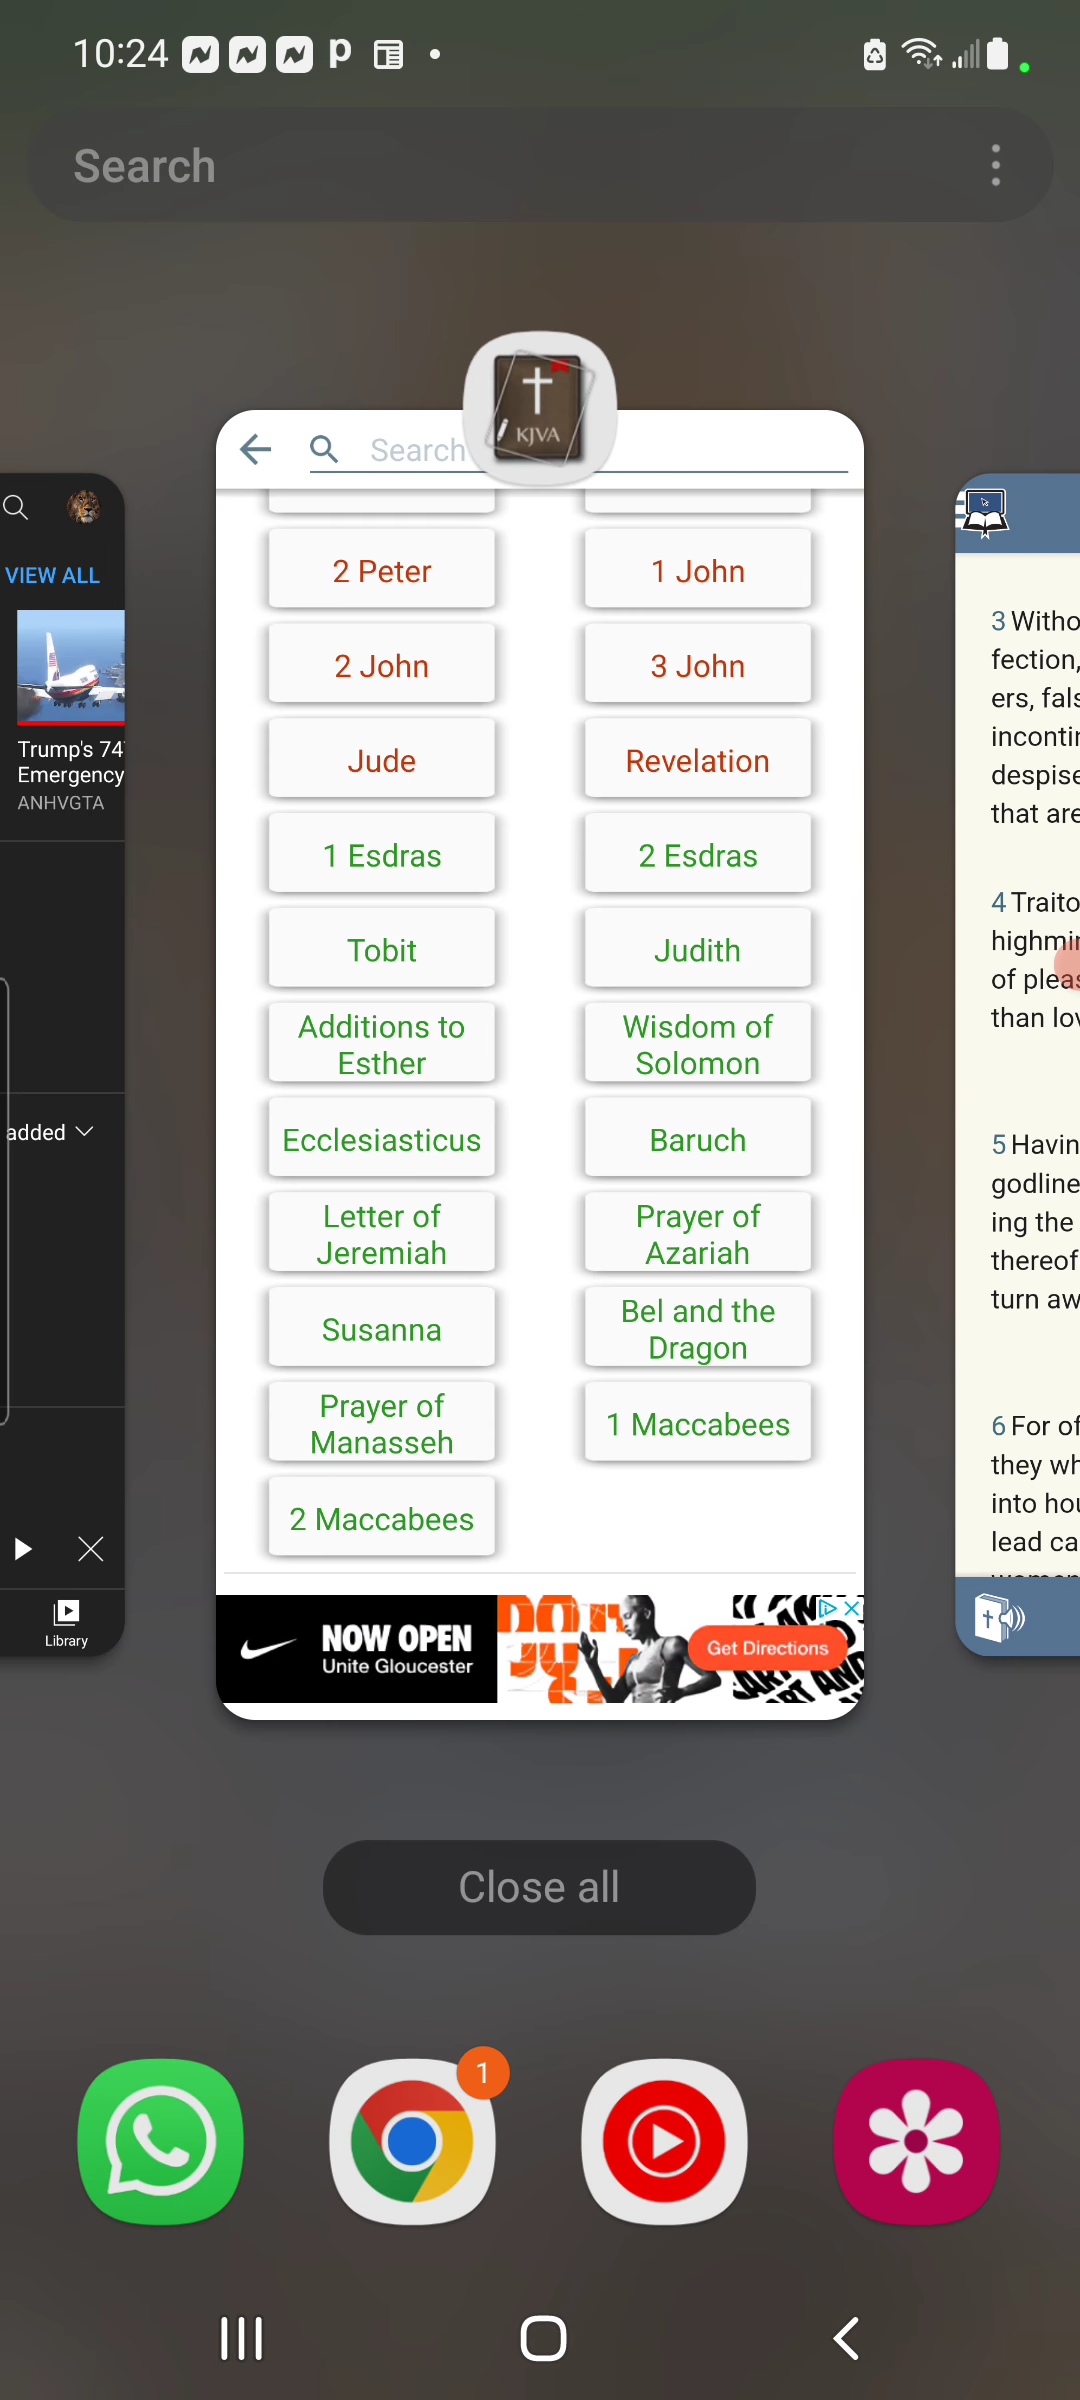 10:24
Search
KJVA
Search
2 Peter
1 John
2 John
3 John
Jude
Revelation
1 Esdras
2 Esdras
Tobit
Judith
Additions to
Esther
Wisdom of
Solomon
Ecclesiasticus
Baruch
Letter of
Jeremiah
Prayer of
Azariah
Susanna
Bel and the
Dragon
Prayer of
Manasseh
1 Maccabees
2 Maccabees
NOW OPEN
Unite Gloucester
Get Directions
VIEW ALL
Trump's 74
Emergency
ANHVGTA
added
Library
3 Witho
fection,
ers, fals
incontin
despise
that are
4 Traito
highmin
of pleas
than lov
5 Havin
godline
ing the
thereof
turn aw
6 For of
they wh
into hou
lead ca
Close all
1